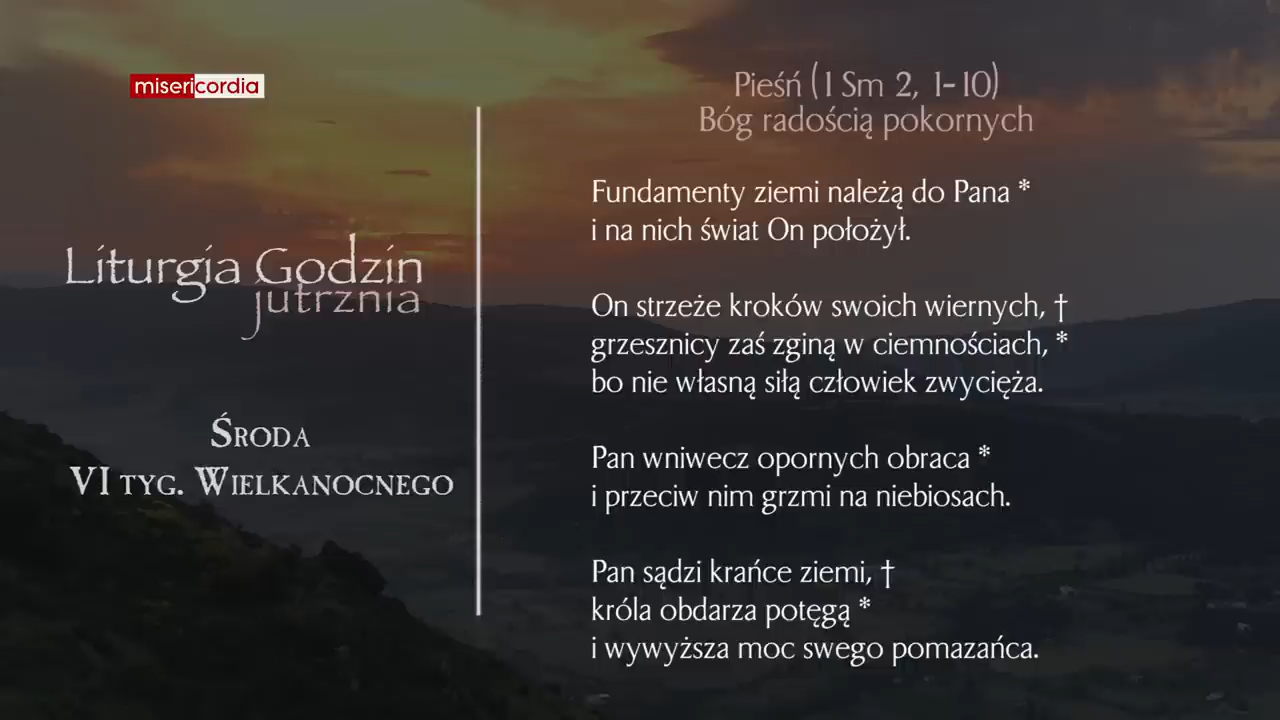 misericordia
Liturgia Godzin
jutrznia
Środa
VI tyg. Wielkanocnego
Pieśń (1 Sm 2, 1-10)
Bóg radością pokornych
Fundamenty ziemi należą do Pana *
i na nich świat On położył.
On strzeże kroków swoich wiernych, †
grzesznicy zaś zginą w ciemnościach, *
bo nie własną siłą człowiek zwycięża.
Pan wniwecz opornych obraca *
i przeciw nim grzmi na niebiosach.
Pan sądzi krańce ziemi, †
króla obdarza potęgą *
i wywyższa moc swego pomazańca.